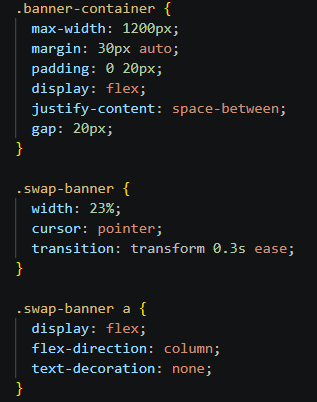 .banner-container {
  max-width: 1200px;
  margin: 30px auto;
  padding: 0 20px;
  display: flex;
  justify-content: space-between;
  gap: 20px;
}

.swap-banner {
  width: 23%;
  cursor: pointer;
  transition: transform 0.3s ease;
}

.swap-banner a {
  display: flex;
  flex-direction: column;
  text-decoration: none;
}